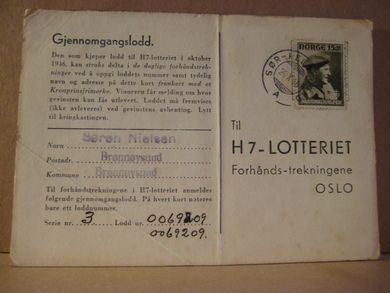 Gjennomgangslodd.
Den som kjøper lodd til H7-lotteriet i oktober
1946, kan straks delta i de daglige forhåndstrek-
ninger ved å oppgi loddets nummer samt tydelig
navn og adresse på dette kort frankert med et
Kronprinsfrimerke. Vinneren får melding om hvor
gevinsten kan fås utlevert. Loddet må fremvises
(ikke avleveres) ved gevinstens avhenting. Lytt
til kringkastingen.
Navn Søren Nielsen
Postadr. Brønnøysund
Kommune Brønnøysund
Til forhåndstrekningene i H7-lotteriet anmeldes
følgende gjennomgangslodd. På hvert kort noteres
bare ett loddnummer.
Serie nr. 3 Lodd nr. 0069209
0069209.
NORGE 15+10
SØR-
A
Til
H 7-LOTTERIET
Forhånds-trekningene
OSLO